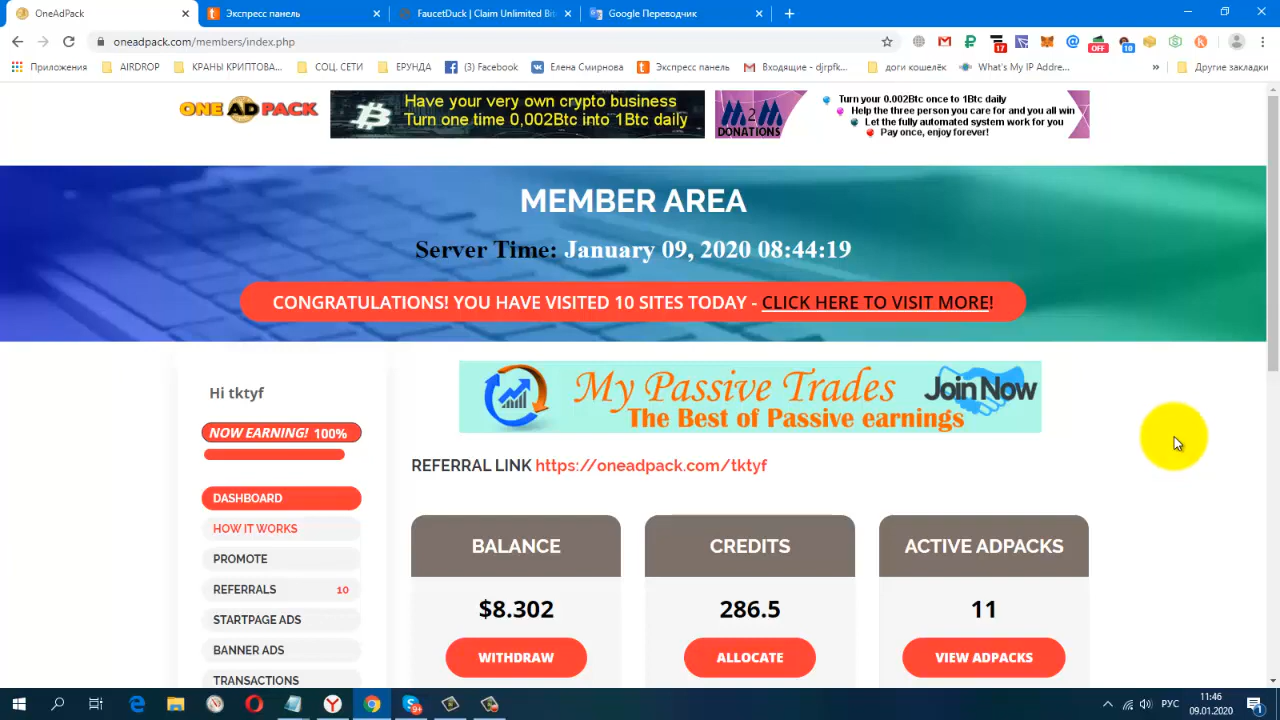 OneAdPack
Экспресс панель
FaucetDuck | Claim Unlimited Bit
Google Переводчик
oneadpack.com/members/index.php
17
OFF
10
Приложения
AIRDROP
КРАНЫ КРИПТОВА...
СОЦ. СЕТИ
ЕРУНДА
(3) Facebook
Елена Смирнова
Экспресс панель
Входящие - djrpfk...
доги кошелёк
What's My IP Addre...
»
Другие закладки
ONE AD PACK
Have your very own crypto business
Turn one time 0,002Btc into 1Btc daily
M2M
DONATIONS
Turn your 0.002Btc once to 1Btc daily
Help the three person you care for and you all win
Let the fully automated system work for you
Pay once, enjoy forever!
MEMBER AREA
Server Time: January 09, 2020 08:44:19
CONGRATULATIONS! YOU HAVE VISITED 10 SITES TODAY - CLICK HERE TO VISIT MORE!
Hi tktyf
NOW EARNING! 100%
DASHBOARD
HOW IT WORKS
PROMOTE
REFERRALS 10
STARTPAGE ADS
BANNER ADS
TRANSACTIONS
My Passive Trades
The Best of Passive earnings
Join Now
REFERRAL LINK https://oneadpack.com/tktyf
BALANCE
$8.302
WITHDRAW
CREDITS
286.5
ALLOCATE
ACTIVE ADPACKS
11
VIEW ADPACKS
РУС
11:46
09.01.2020